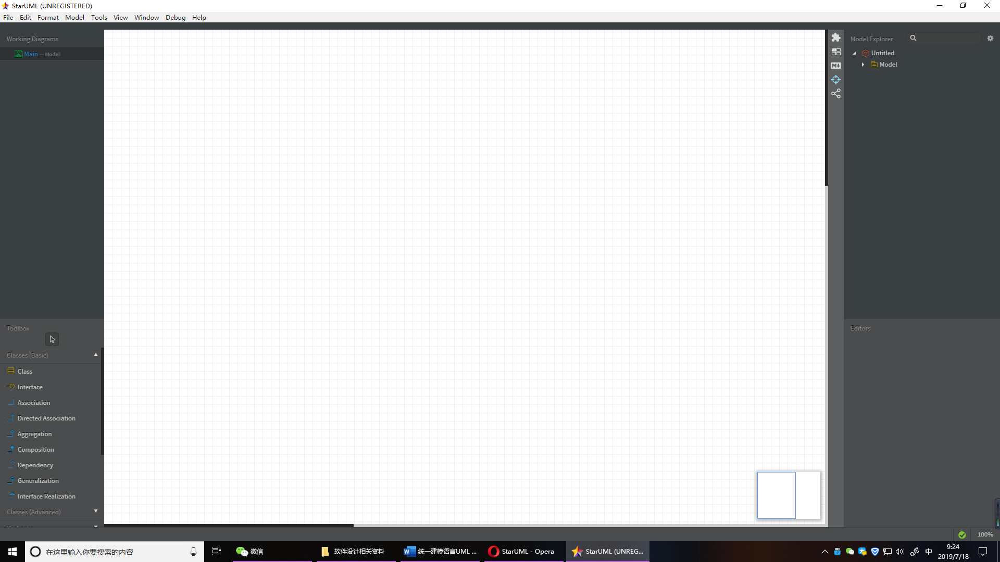 StarUML (UNREGISTERED)
File Edit Format Model Tools View Window Debug Help
Working Diagrams
Main — Model
Toolbox
Classes (Basic)
Class
Interface
Association
Directed Association
Aggregation
Composition
Dependency
Generalization
Interface Realization
Classes (Advanced)
Model Explorer
Untitled
Model
Editors
100%
在这里输入你要搜索的内容
微信
软件设计相关资料
统一建模语言UML ...
StarUML - Opera
StarUML (UNREG...
中
9:24
2019/7/18